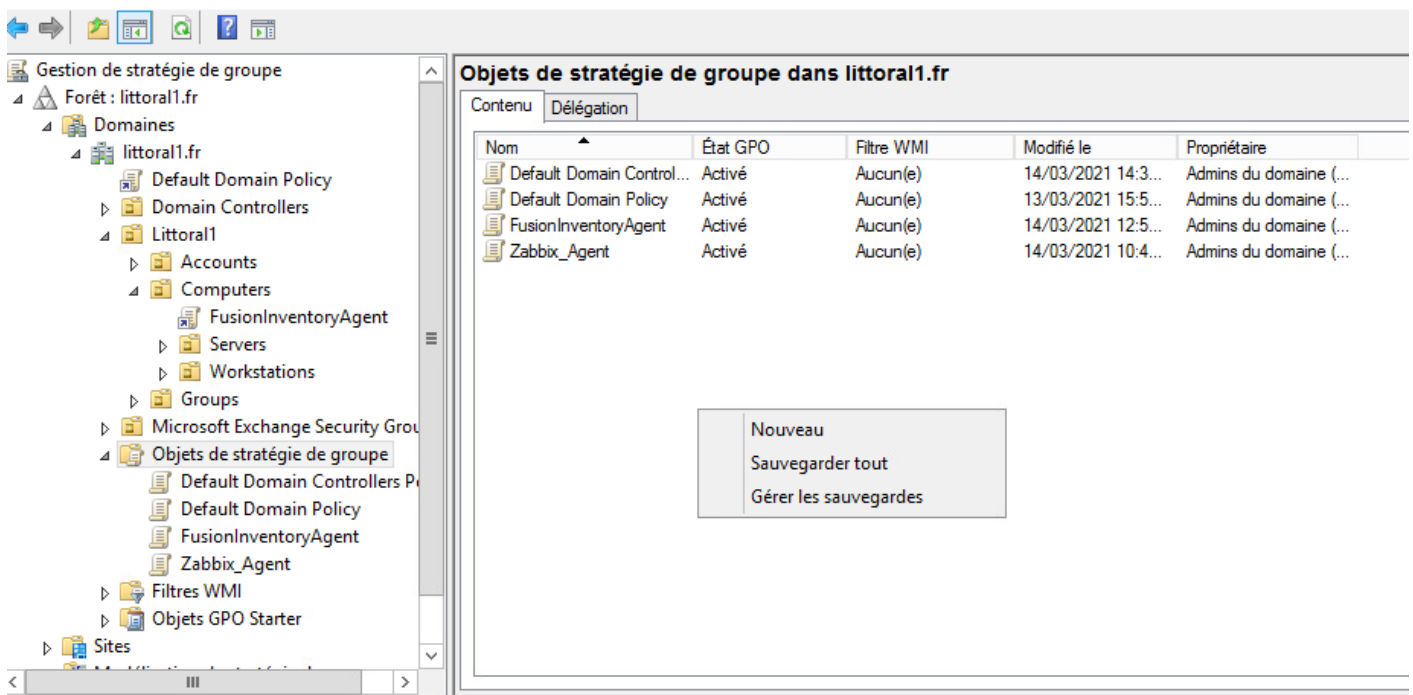 Gestion de stratégie de groupe
Forêt : littoral1.fr
Domaines
littoral1.fr
Default Domain Policy
Domain Controllers
Littoral1
Accounts
Computers
FusionInventoryAgent
Servers
Workstations
Groups
Microsoft Exchange Security Grou
Objets de stratégie de groupe
Default Domain Controllers P
Default Domain Policy
FusionInventoryAgent
Zabbix_Agent
Filtres WMI
Objets GPO Starter
Sites
Objets de stratégie de groupe dans littoral1.fr
Contenu Délégation
Nom État GPO Filtre WMI Modifié le Propriétaire
Default Domain Control... Activé Aucun(e) 14/03/2021 14:3... Admins du domaine (...
Default Domain Policy Activé Aucun(e) 13/03/2021 15:5... Admins du domaine (...
FusionInventoryAgent Activé Aucun(e) 14/03/2021 12:5... Admins du domaine (...
Zabbix_Agent Activé Aucun(e) 14/03/2021 10:4... Admins du domaine (...
Nouveau
Sauvegarder tout
Gérer les sauvegardes